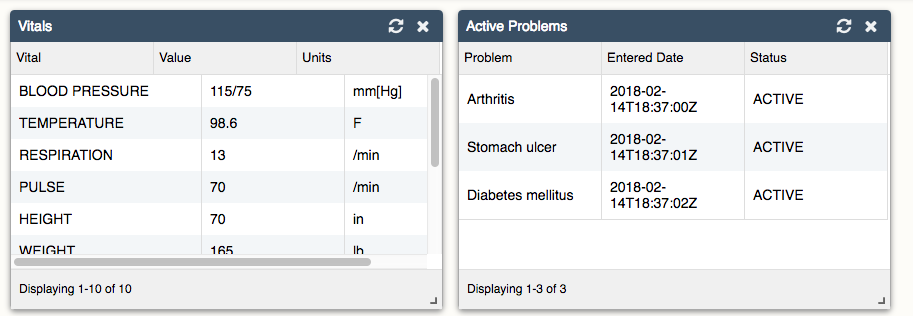 Vitals
Vital Value Units
BLOOD PRESSURE 115/75 mm[Hg]
TEMPERATURE 98.6 F
RESPIRATION 13 /min
PULSE 70 /min
HEIGHT 70 in
WEIGHT 165 lb
Displaying 1-10 of 10
Active Problems
Problem Entered Date Status
Arthritis 2018-02-
14T18:37:00Z ACTIVE
Stomach ulcer 2018-02-
14T18:37:01Z ACTIVE
Diabetes mellitus 2018-02-
14T18:37:02Z ACTIVE
Displaying 1-3 of 3